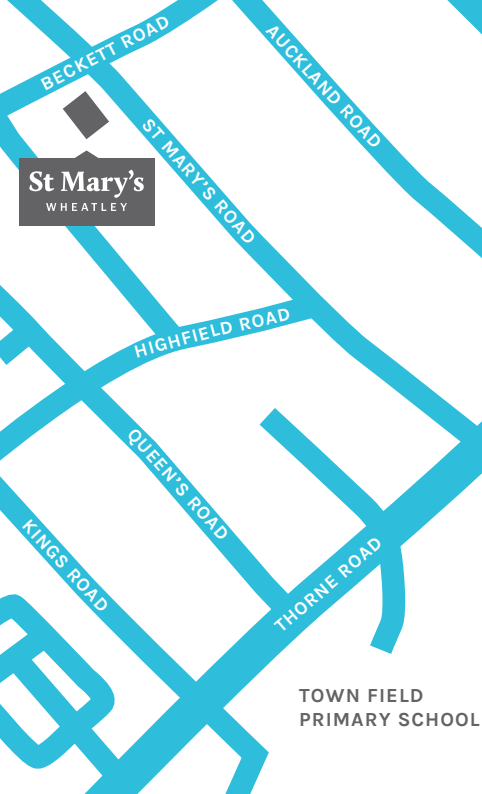 BECKETT ROAD
AUCKLAND ROAD
ST MARY'S ROAD
St Mary's
WHEATLEY
HIGHFIELD ROAD
QUEEN'S ROAD
KINGS ROAD
THORNE ROAD
TOWN FIELD
PRIMARY SCHOOL